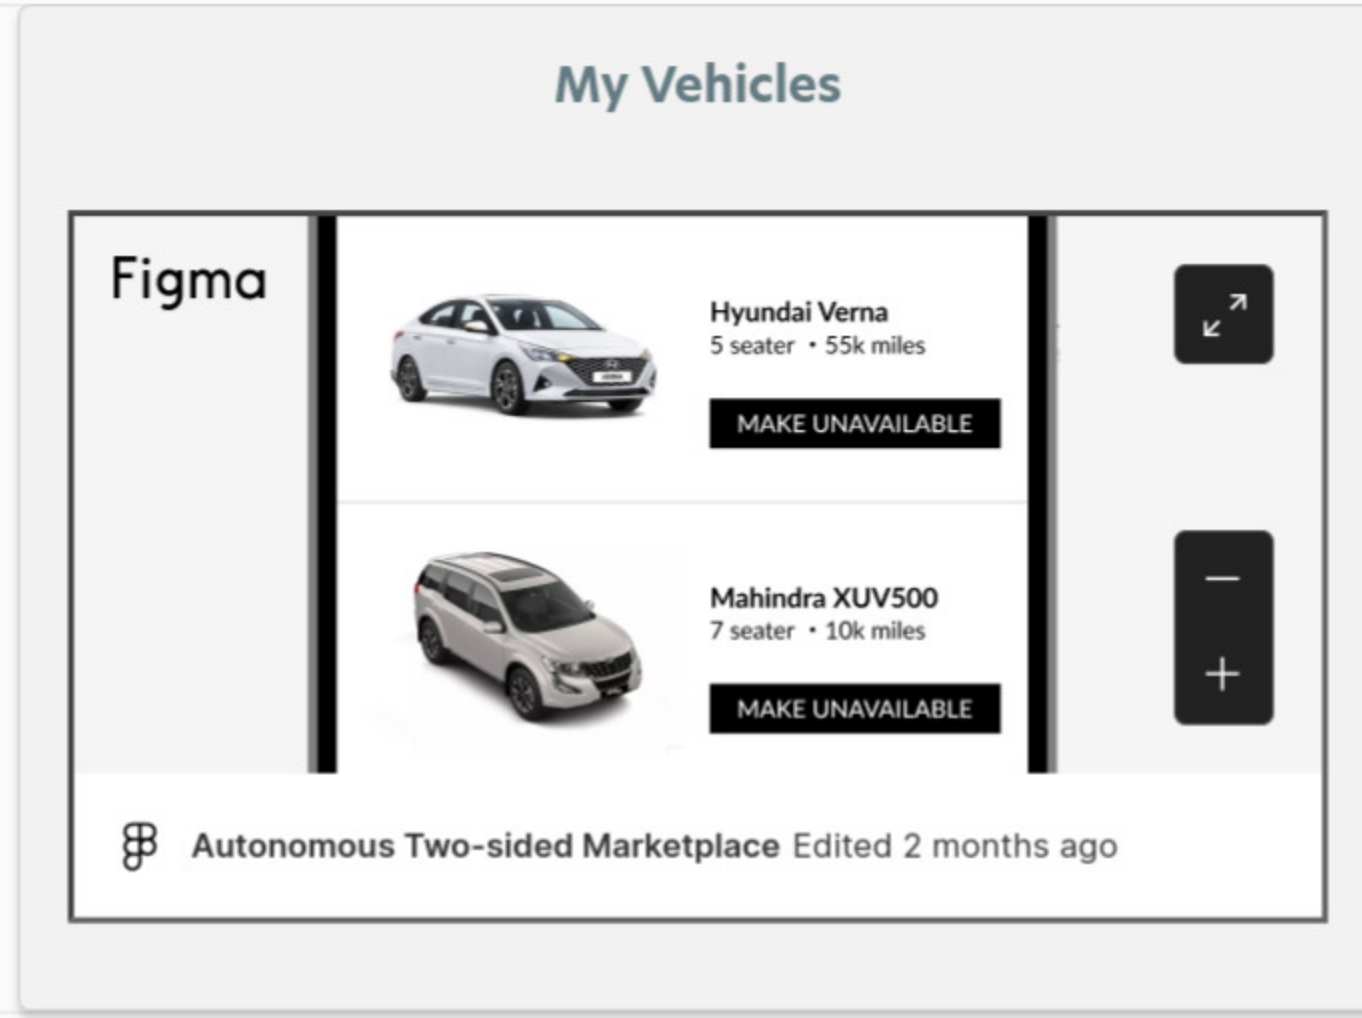 My Vehicles
Figma
Hyundai Verna
5 seater • 55k miles
MAKE UNAVAILABLE
Mahindra XUV500
7 seater • 10k miles
MAKE UNAVAILABLE
Autonomous Two-sided Marketplace Edited 2 months ago